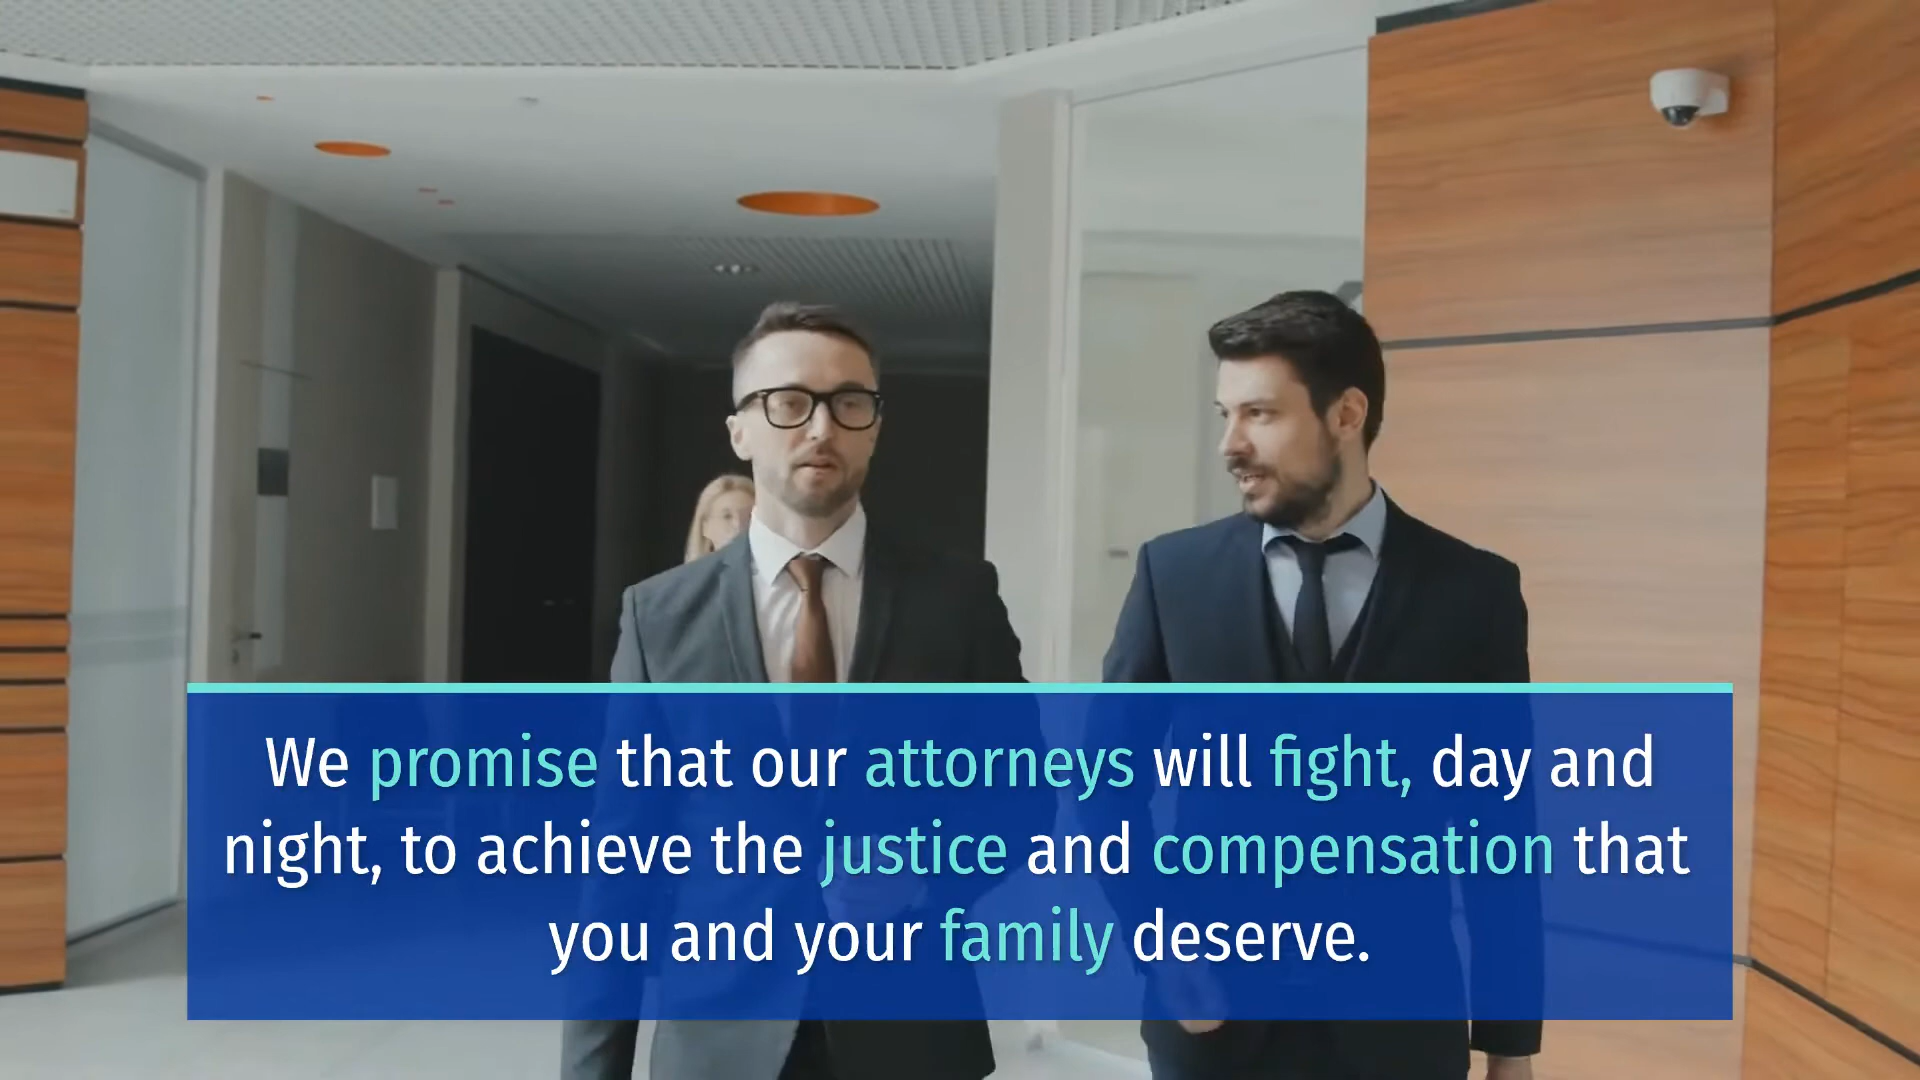 We promise that our attorneys will fight, day and
night, to achieve the justice and compensation that
you and your family deserve.